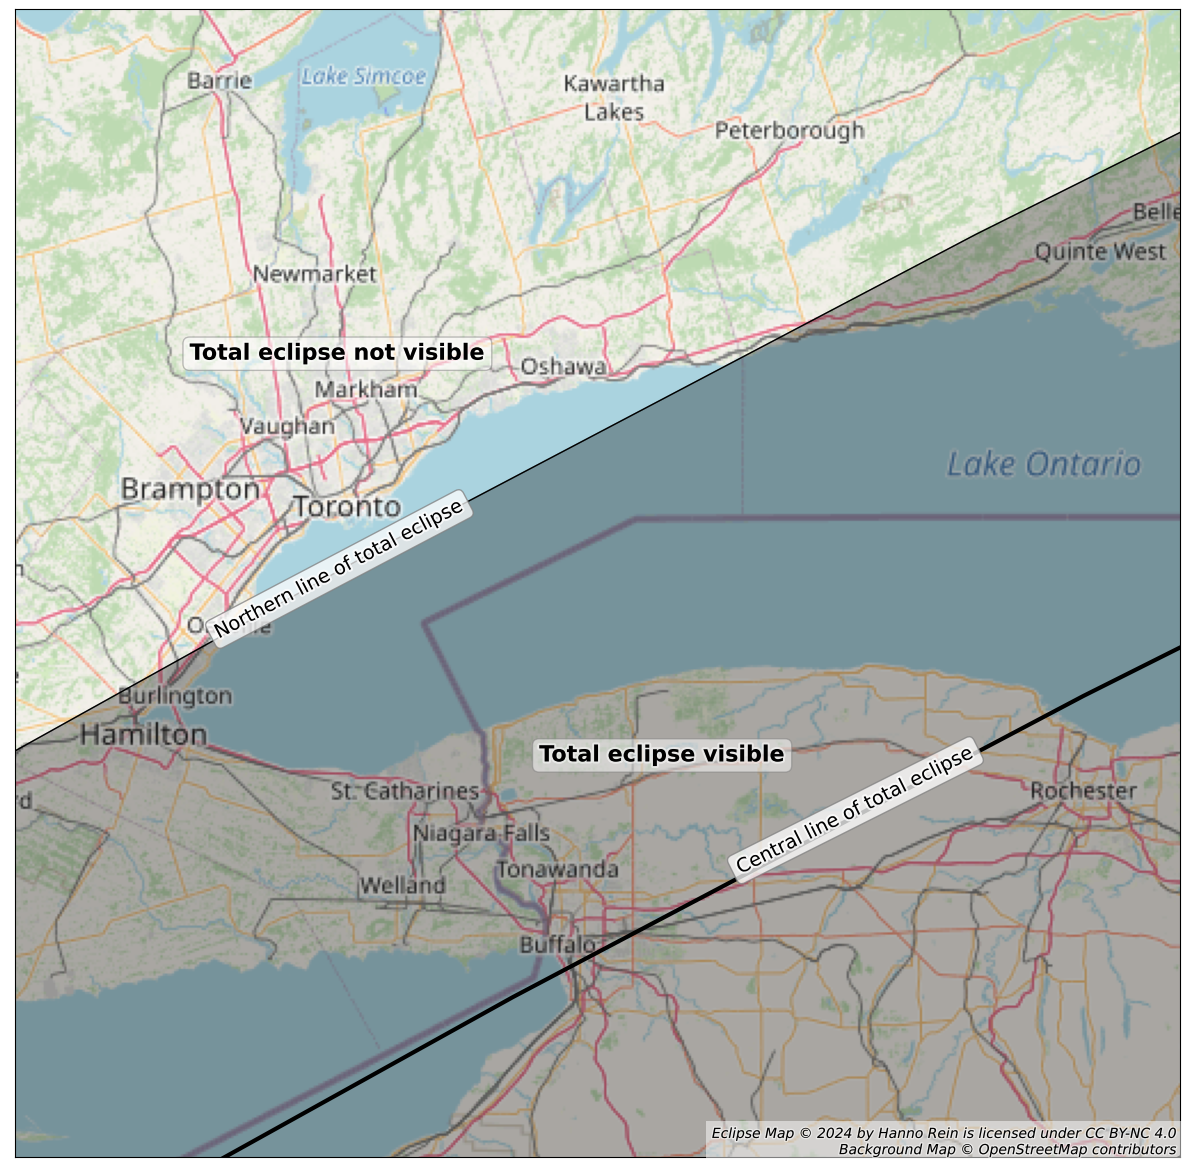 Barrie
Lake Simcoe
Kawartha
Lakes
Peterborough
Belle
Quinte West
Newmarket
Total eclipse not visible
Oshawa
Markham
Vaughan
Lake Ontario
Brampton
Toronto
Northern line of total eclipse
Burlington
Hamilton
Total eclipse visible
Central line of total eclipse
St. Catharines
Rochester
rd
Niagara Falls
Tonawanda
Welland
Buffalo
Eclipse Map © 2024 by Hanno Rein is licensed under CC BY-NC 4.0
Background Map © OpenStreetMap contributors